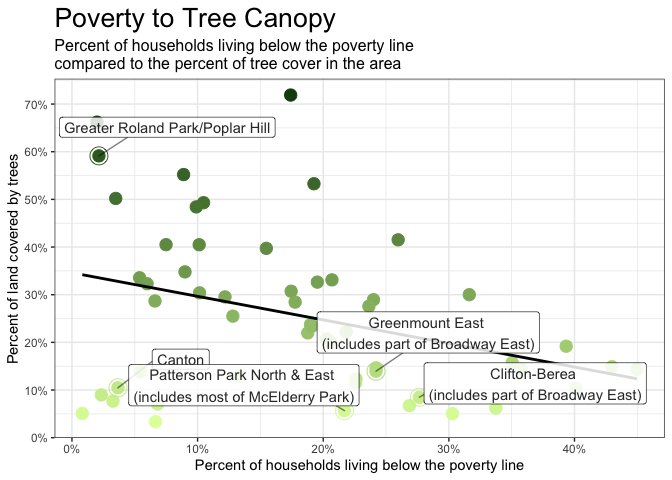 Poverty to Tree Canopy
Percent of households living below the poverty line
compared to the percent of tree cover in the area
70%
Greater Roland Park/Poplar Hill
60%
50%
40%
30%
Greenmount East
(includes part of Broadway East)
20%
Canton
Patterson Park North & East
(includes most of McElderry Park)
Clifton-Berea
(includes part of Broadway East)
10%
0%
Percent of land covered by trees
0%
10%
20%
30%
40%
Percent of households living below the poverty line